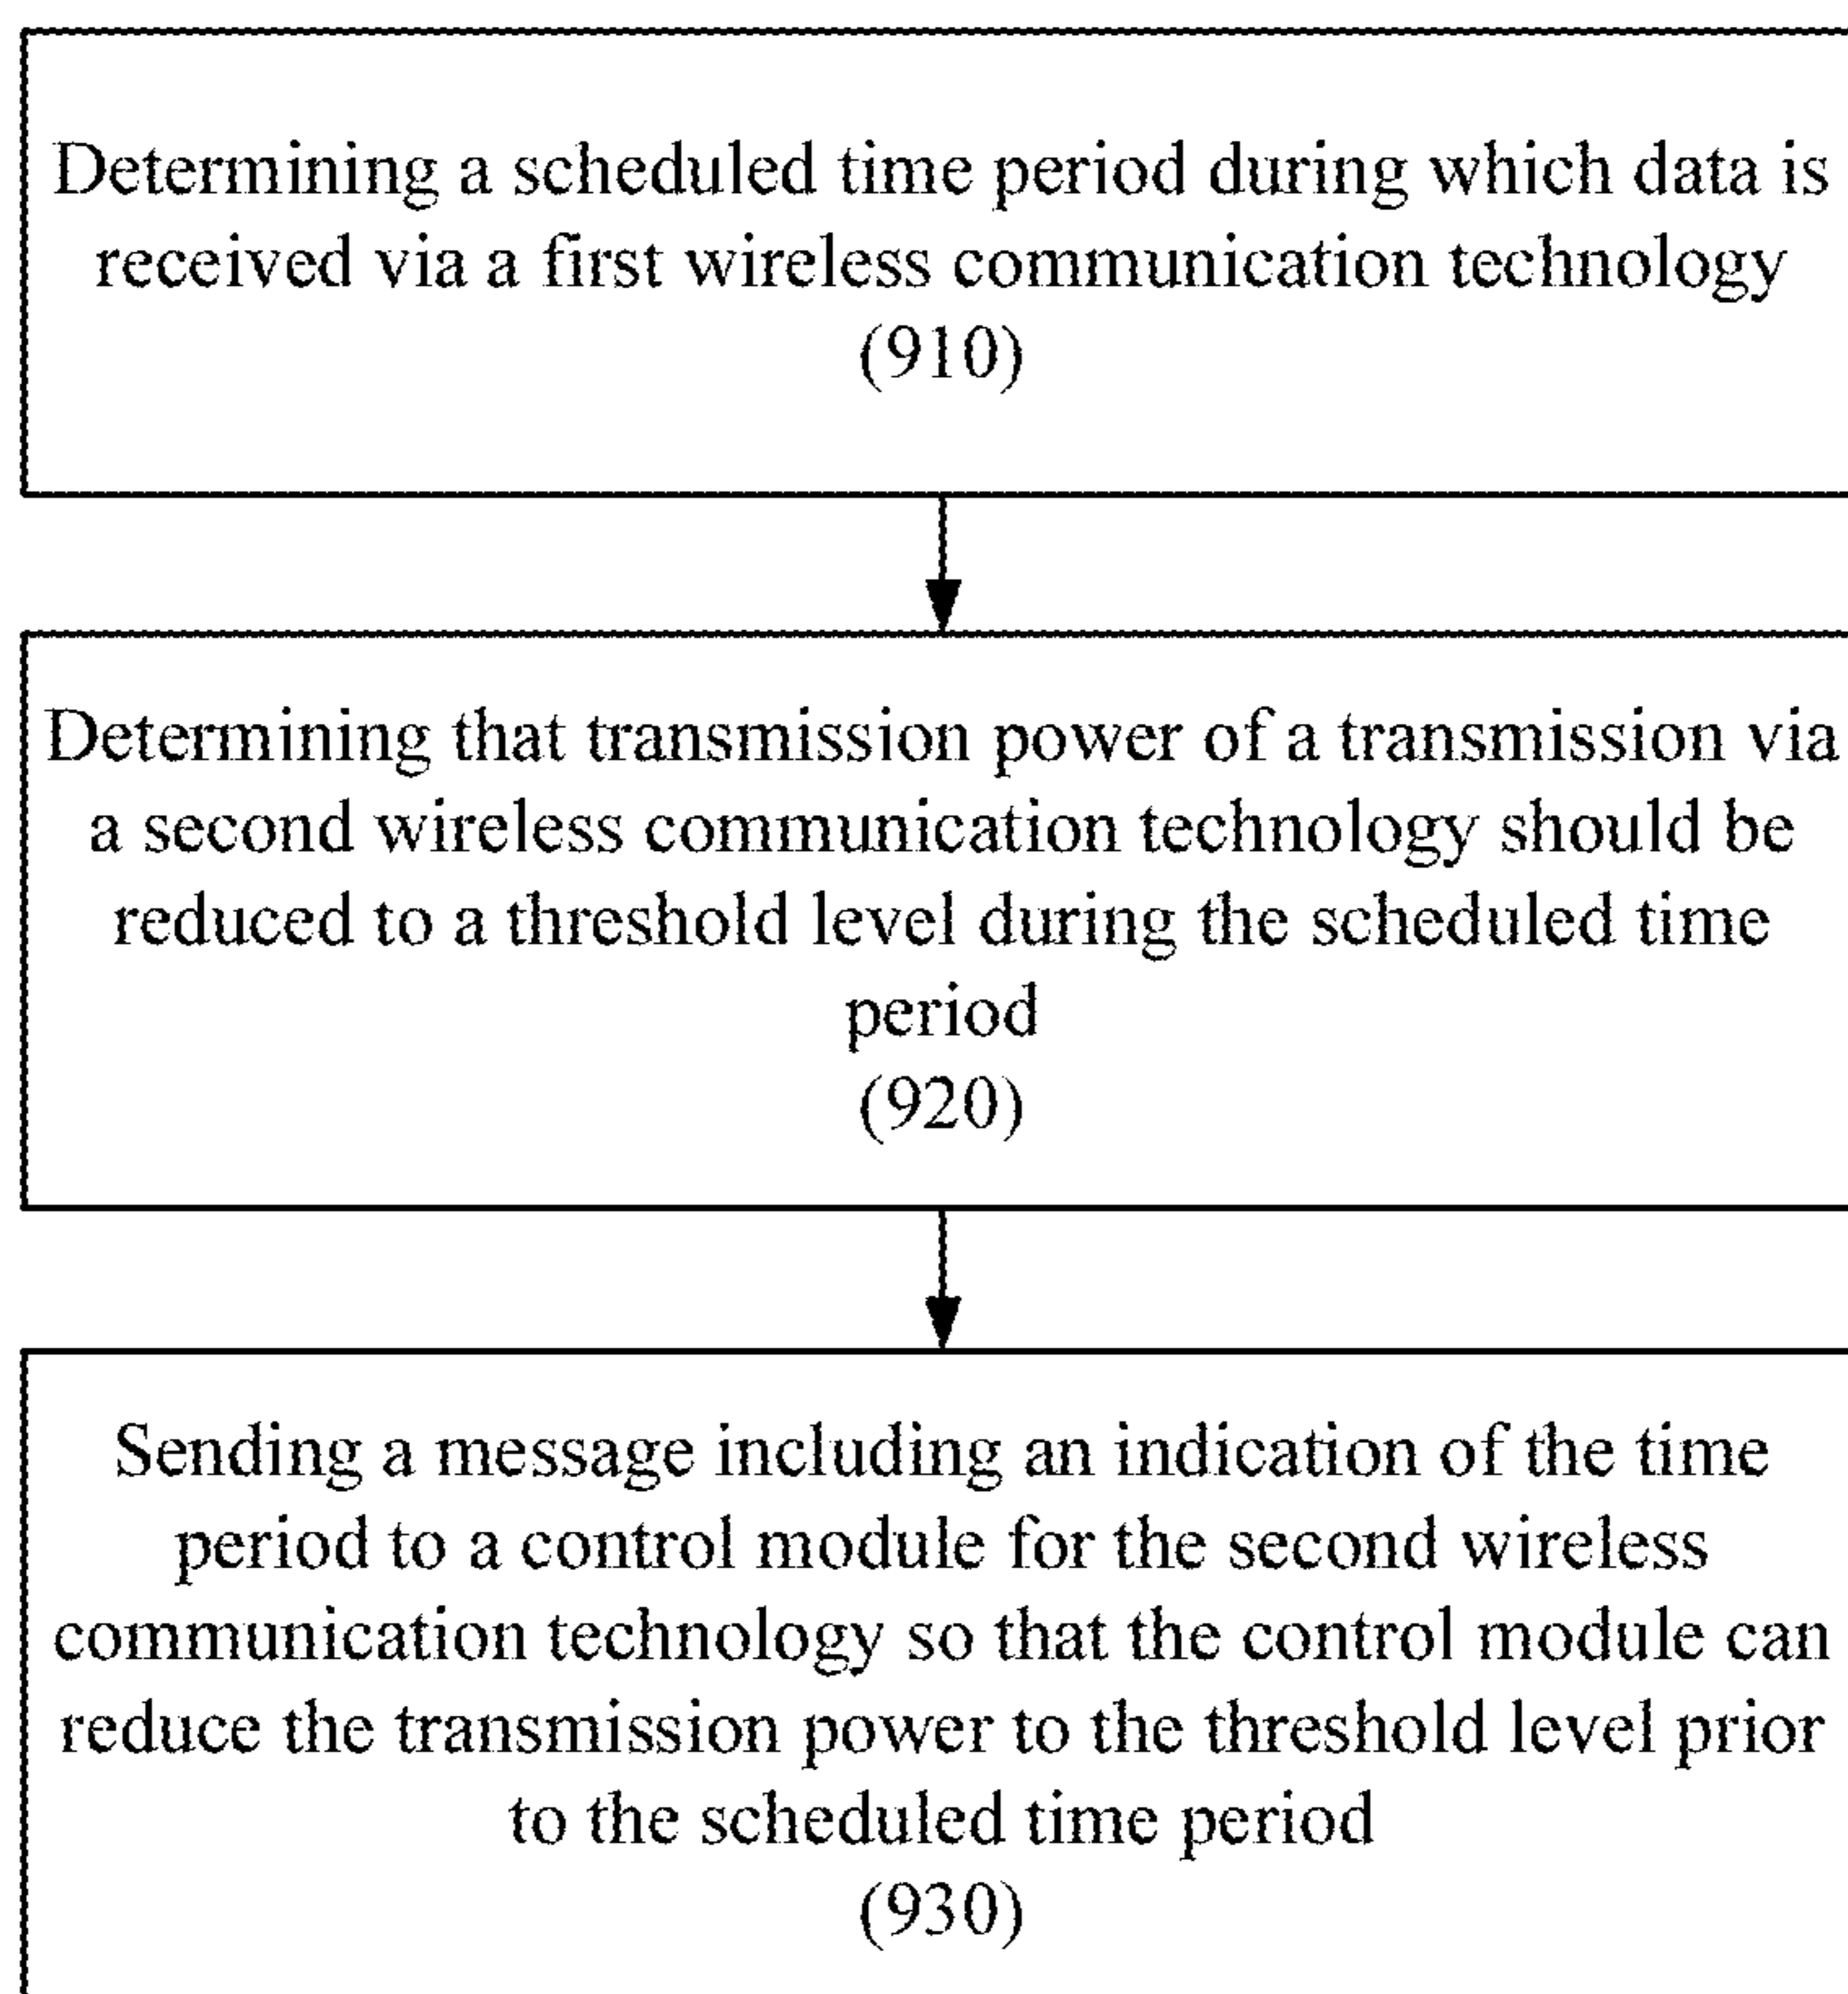 Determining a scheduled time period during which data is
received via a first wireless communication technology
(910)
Determining that transmission power of a transmission via
a second wireless communication technology should be
reduced to a threshold level during the scheduled time
period
(920)
Sending a message including an indication of the time
period to a control module for the second wireless
communication technology so that the control module can
reduce the transmission power to the threshold level prior
to the scheduled time period
(930)